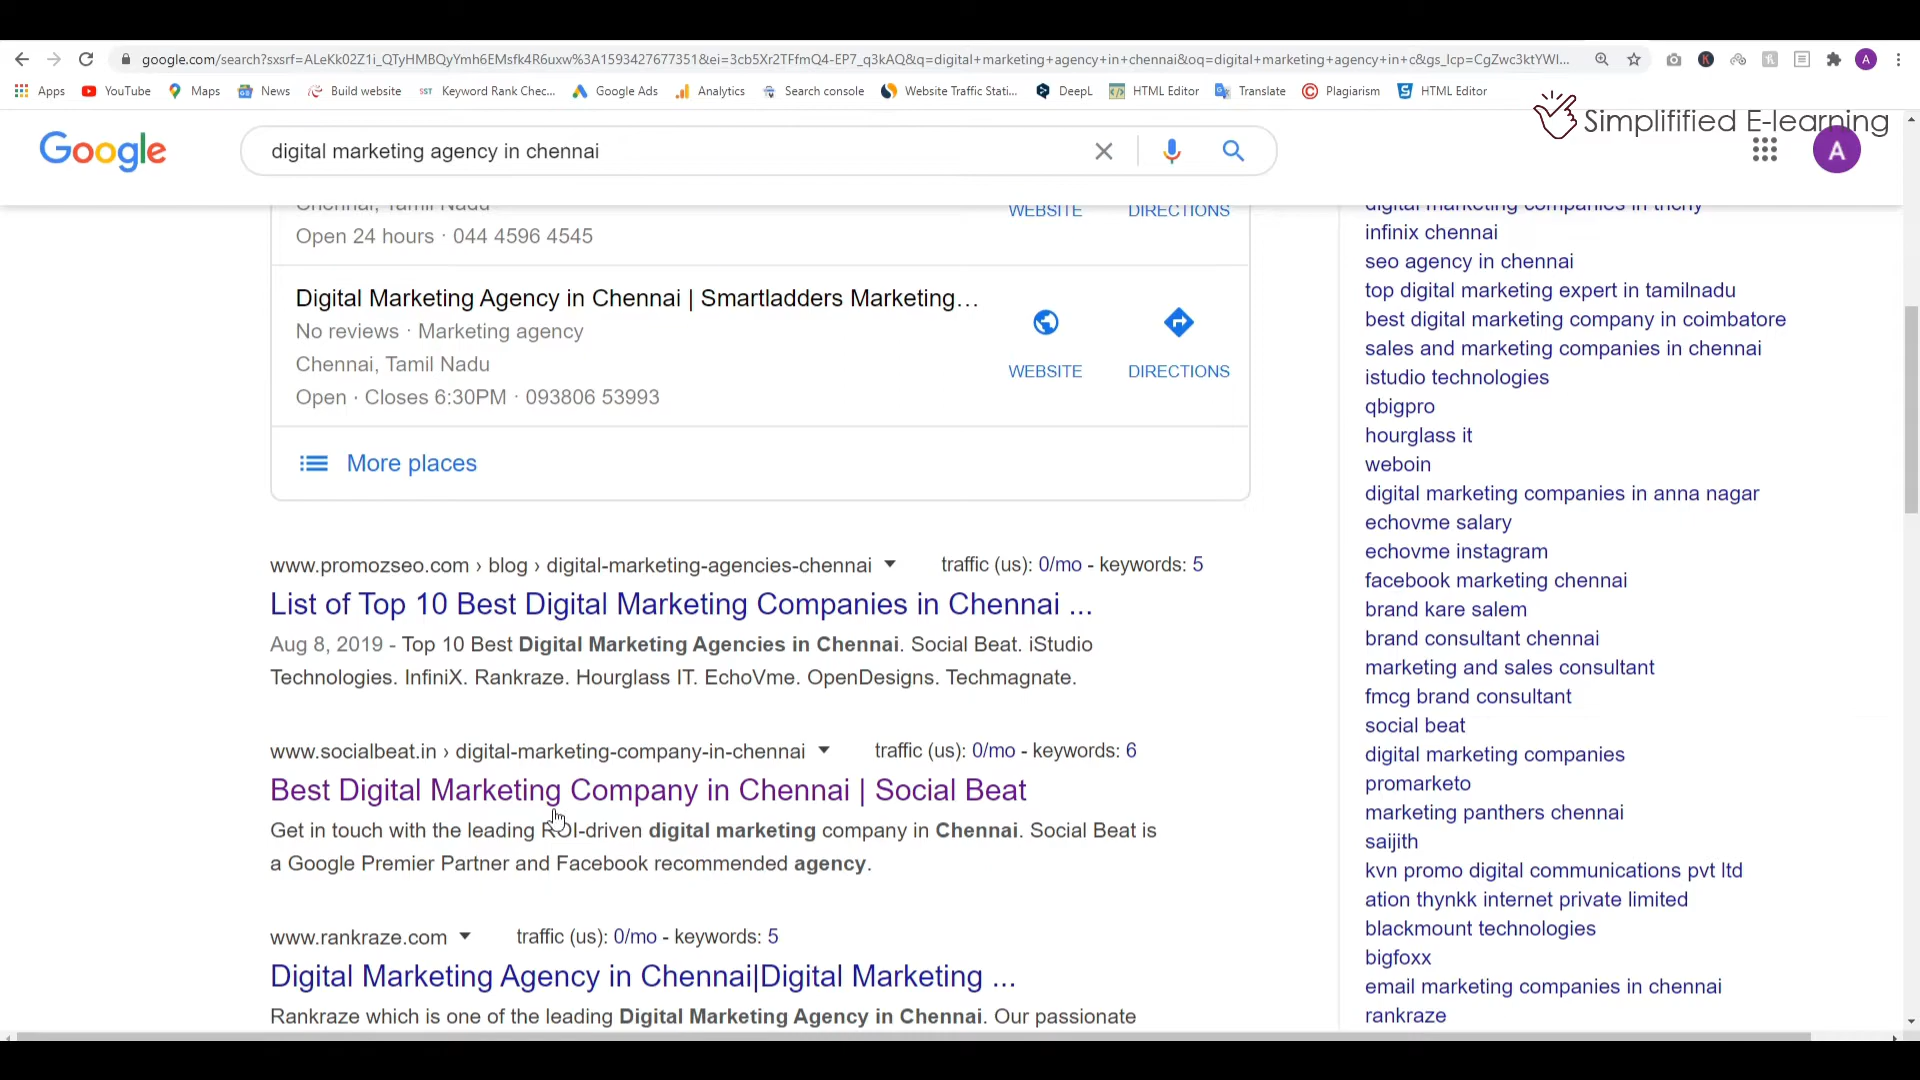 google.com/search?sxsrf=ALeKk02Z1i_QTyHMBQyYmh6EMsfk4R6uxw%3A1593427677351&ei=3cb5Xr2TFfmQ4-EP7_q3kAQ&q=digital+marketing+agency+in+chennai&oq=digital+marketing+agency+in+c&gs_lcp=CgZwc3ktYWI...
A
Apps YouTube Maps News Build website Keyword Rank Chec... Google Ads Analytics Search console Website Traffic Stati... DeepL HTML Editor Translate Plagiarism HTML Editor
Simplifified E-learning
Google
digital marketing agency in chennai
A
Chennai, Tamil Nadu
WEBSITE DIRECTIONS
Open 24 hours · 044 4596 4545
Digital Marketing Agency in Chennai | Smartladders Marketing...
No reviews · Marketing agency
Chennai, Tamil Nadu
WEBSITE DIRECTIONS
Open · Closes 6:30PM · 093806 53993
More places
www.promozseo.com › blog › digital-marketing-agencies-chennai traffic (us): 0/mo - keywords: 5
List of Top 10 Best Digital Marketing Companies in Chennai ...
Aug 8, 2019 - Top 10 Best Digital Marketing Agencies in Chennai. Social Beat. iStudio
Technologies. InfiniX. Rankraze. Hourglass IT. EchoVme. OpenDesigns. Techmagnate.
www.socialbeat.in › digital-marketing-company-in-chennai traffic (us): 0/mo - keywords: 6
Best Digital Marketing Company in Chennai | Social Beat
Get in touch with the leading ROI-driven digital marketing company in Chennai. Social Beat is
a Google Premier Partner and Facebook recommended agency.
www.rankraze.com traffic (us): 0/mo - keywords: 5
Digital Marketing Agency in Chennai|Digital Marketing ...
Rankraze which is one of the leading Digital Marketing Agency in Chennai. Our passionate
digital marketing companies in trichy
infinix chennai
seo agency in chennai
top digital marketing expert in tamilnadu
best digital marketing company in coimbatore
sales and marketing companies in chennai
istudio technologies
qbigpro
hourglass it
weboin
digital marketing companies in anna nagar
echovme salary
echovme instagram
facebook marketing chennai
brand kare salem
brand consultant chennai
marketing and sales consultant
fmcg brand consultant
social beat
digital marketing companies
promarketo
marketing panthers chennai
saijith
kvn promo digital communications pvt ltd
ation thynkk internet private limited
blackmount technologies
bigfoxx
email marketing companies in chennai
rankraze